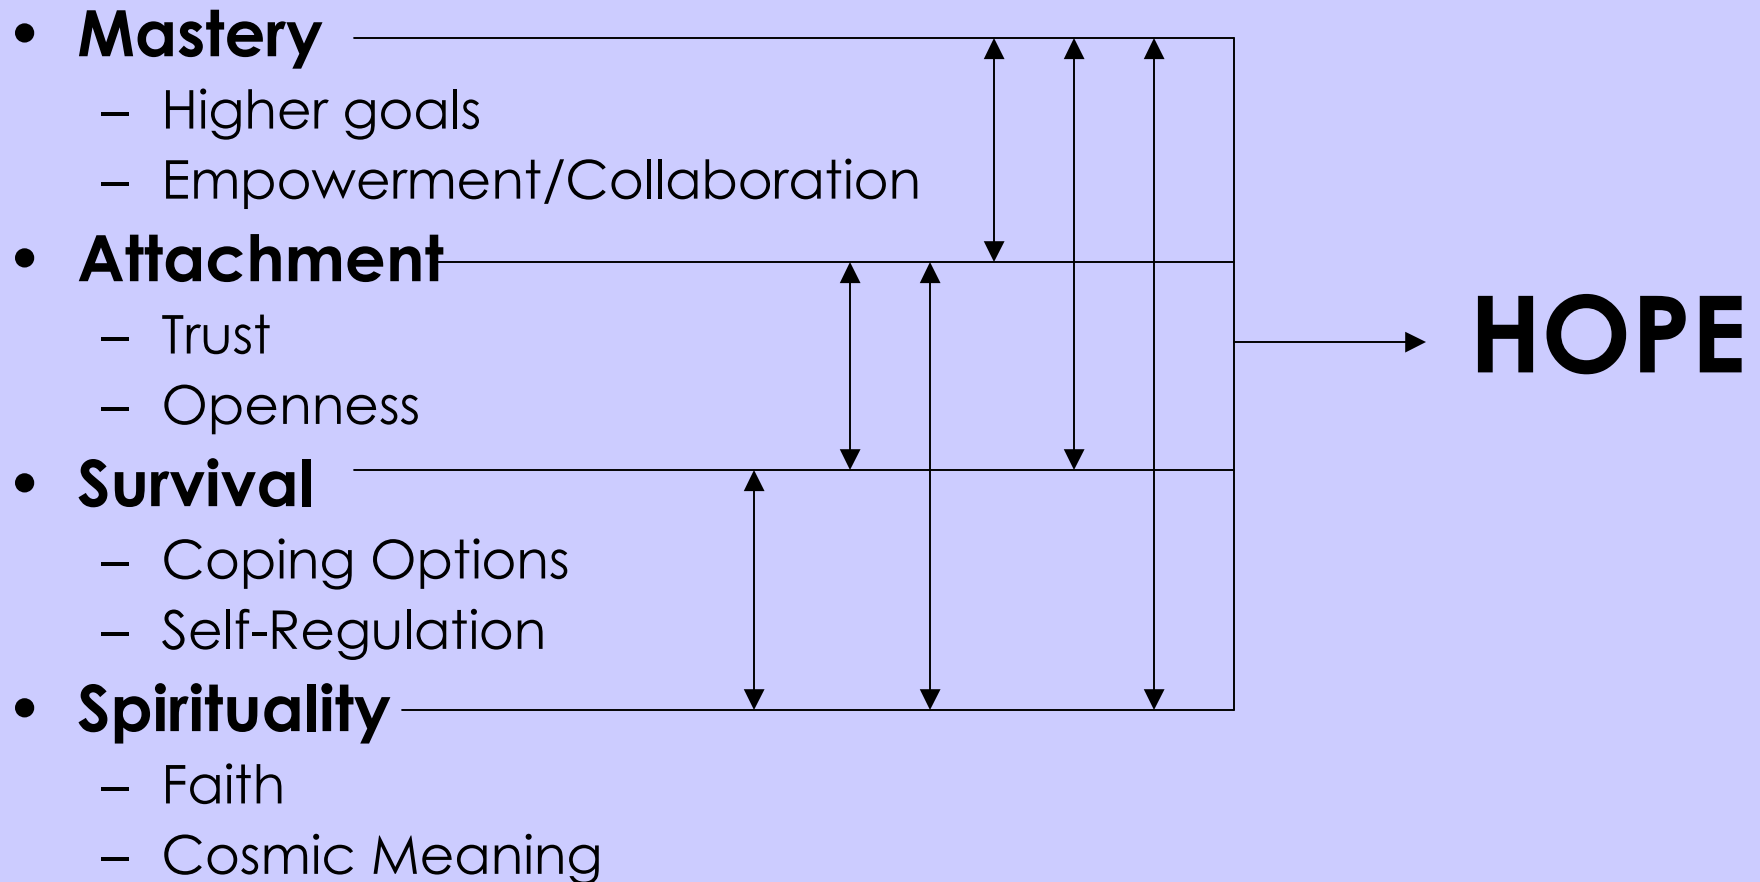 • Mastery
– Higher goals
– Empowerment/Collaboration
• Attachment
– Trust
– Openness
• Survival
– Coping Options
– Self-Regulation
• Spirituality
– Faith
– Cosmic Meaning
HOPE